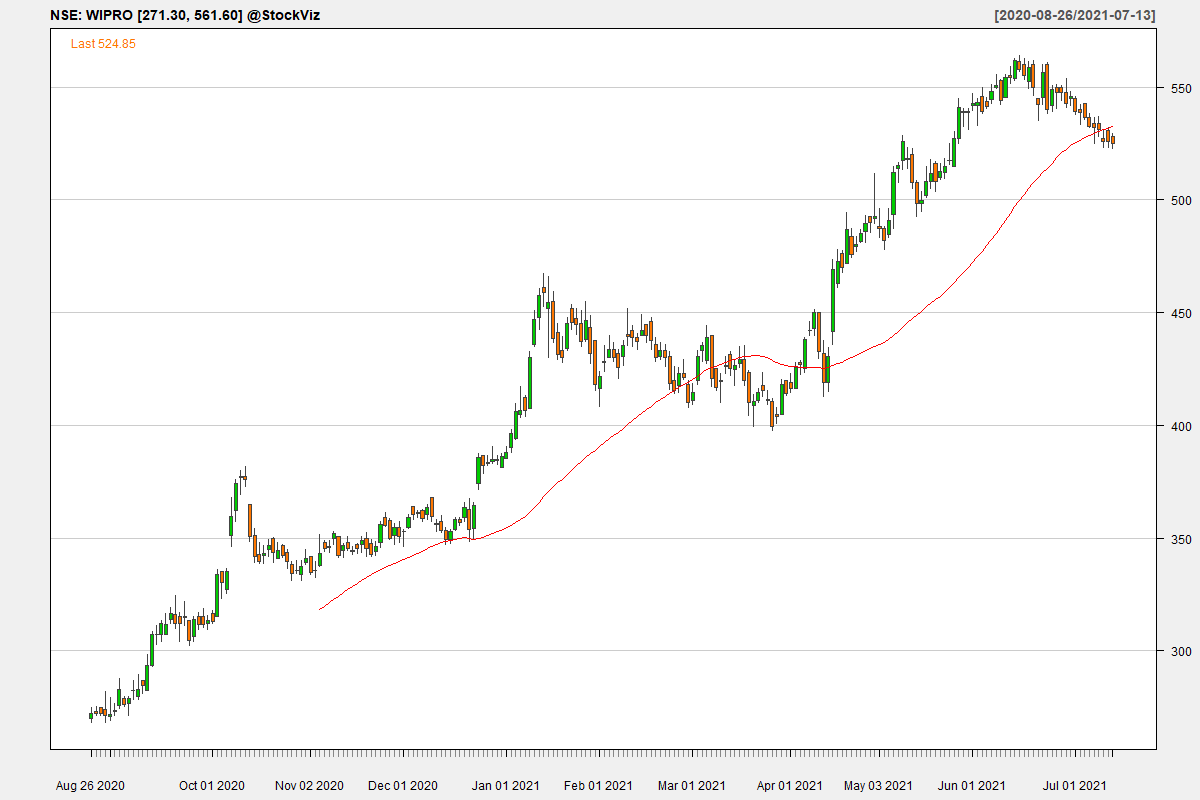 NSE: WIPRO [271.30, 561.60] @StockViz [2020-08-26/2021-07-13]
Last 524.85
550
500
450
400
350
300
Aug 26 2020 Oct 01 2020 Nov 02 2020 Dec 01 2020 Jan 01 2021 Feb 01 2021 Mar 01 2021 Apr 01 2021 May 03 2021 Jun 01 2021 Jul 01 2021